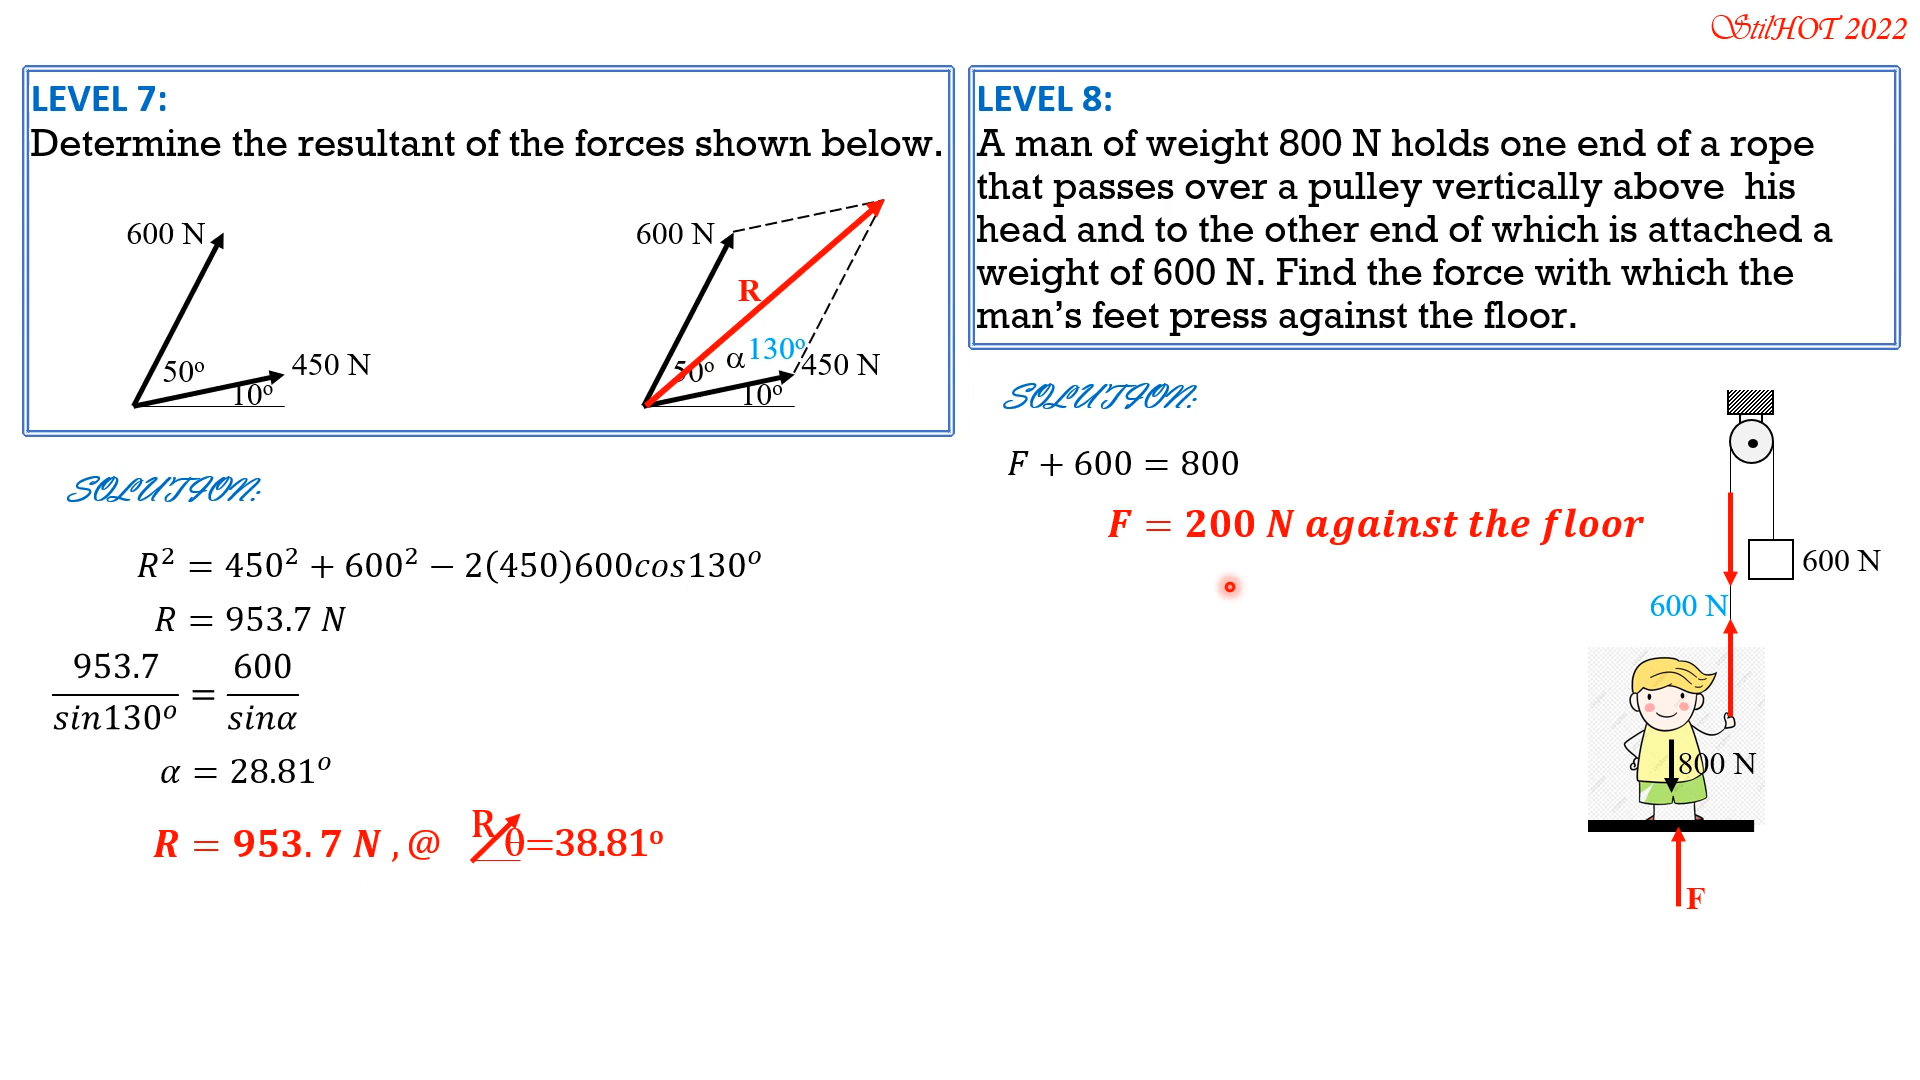 StilHOT 2022
LEVEL 7:
Determine the resultant of the forces shown below.
600 N
50º
450 N
10º
600 N
R
50º
α
130º
450 N
10º
SOLUTION:
R² = 450² + 600² − 2(450)600cos130º
R = 953.7 N
953.7/sin130º = 600/sinα
α = 28.81º
R = 953.7 N , @ R θ=38.81º
LEVEL 8:
A man of weight 800 N holds one end of a rope
that passes over a pulley vertically above his
head and to the other end of which is attached a
weight of 600 N. Find the force with which the
man’s feet press against the floor.
SOLUTION:
F + 600 = 800
F = 200 N against the floor
600 N
600 N
800 N
F